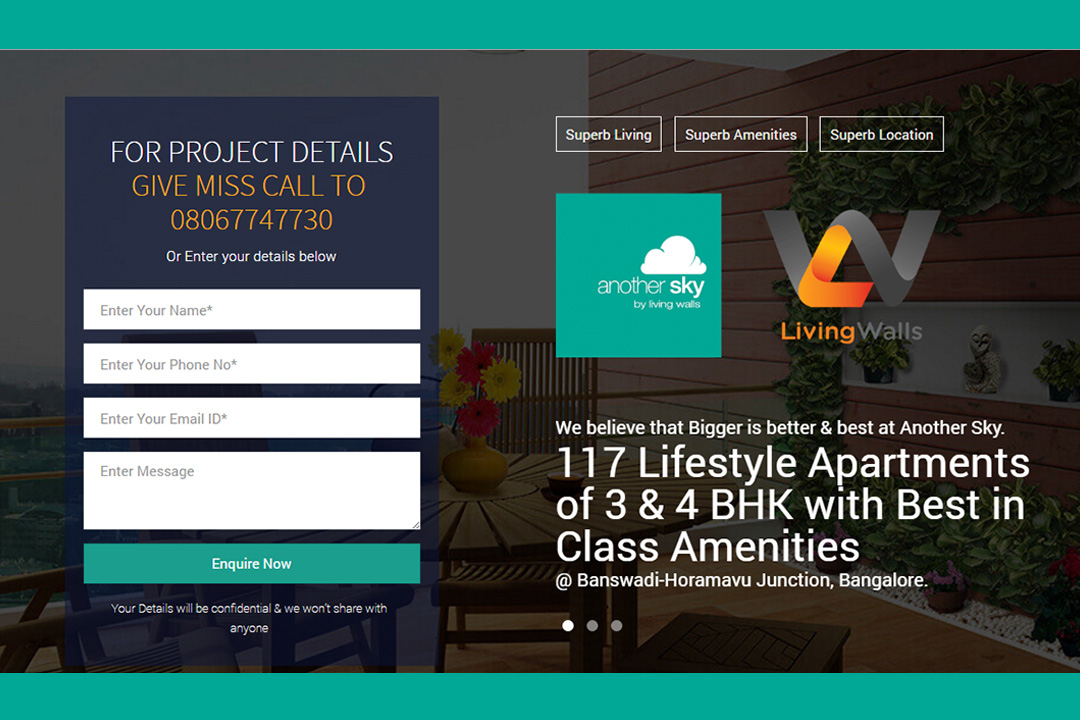 FOR PROJECT DETAILS
GIVE MISS CALL TO
08067747730
Or Enter your details below
Enter Your Name*
Enter Your Phone No*
Enter Your Email ID*
Enter Message
Enquire Now
Your Details will be confidential & we won't share with
anyone
Superb Living
Superb Amenities
Superb Location
another sky
by living walls
LivingWalls
We believe that Bigger is better & best at Another Sky.
117 Lifestyle Apartments
of 3 & 4 BHK with Best in
Class Amenities
@ Banswadi-Horamavu Junction, Bangalore.